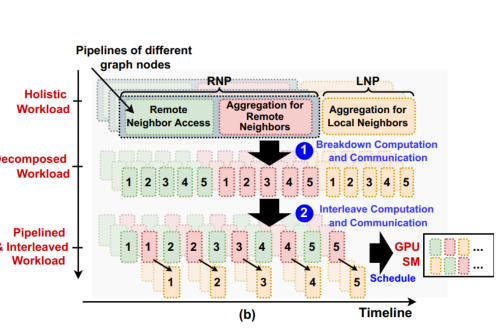 Pipelines of different
graph nodes
RNP
LNP
Holistic
Workload
Remote
Neighbor Access
Aggregation for
Remote
Neighbors
Aggregation for
Local Neighbors
1 Breakdown Computation
and Communication
Decomposed
Workload
1 2 3 4 5 1 2 3 4 5 1 2 3 4 5
2 Interleave Computation
and Communication
Pipelined
& Interleaved
Workload
1 1 2 2 3 3 4 4 5 5
1 2 3 4 5
GPU
SM
Schedule
...
...
Timeline
(b)